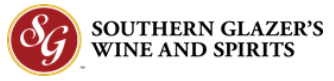 SG
SOUTHERN GLAZER'S
WINE AND SPIRITS